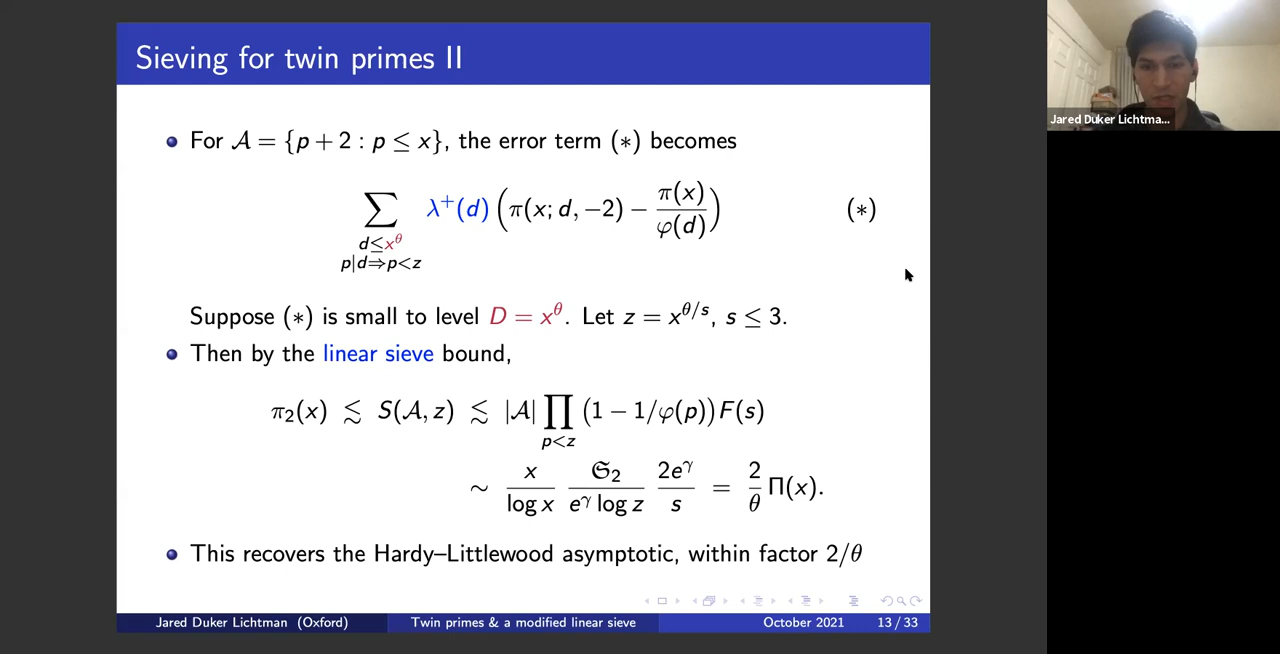 Sieving for twin primes II
For 𝒜 = {p + 2 : p ≤ x}, the error term (∗) becomes
∑ λ⁺(d) (π(x; d, −2) − π(x)/φ(d)) (∗)
d≤x^θ
p|d⇒p<z
Suppose (∗) is small to level D = x^θ. Let z = x^{θ/s}, s ≤ 3.
Then by the linear sieve bound,
π₂(x) ≲ S(𝒜, z) ≲ |𝒜| ∏ (1 − 1/φ(p)) F(s)
p<z
∼ x/log x 𝔖₂/e^γ log z 2e^γ/s = 2/θ Π(x).
This recovers the Hardy–Littlewood asymptotic, within factor 2/θ
Jared Duker Lichtman (Oxford) Twin primes & a modified linear sieve October 2021 13 / 33
Jared Duker Lichtma...